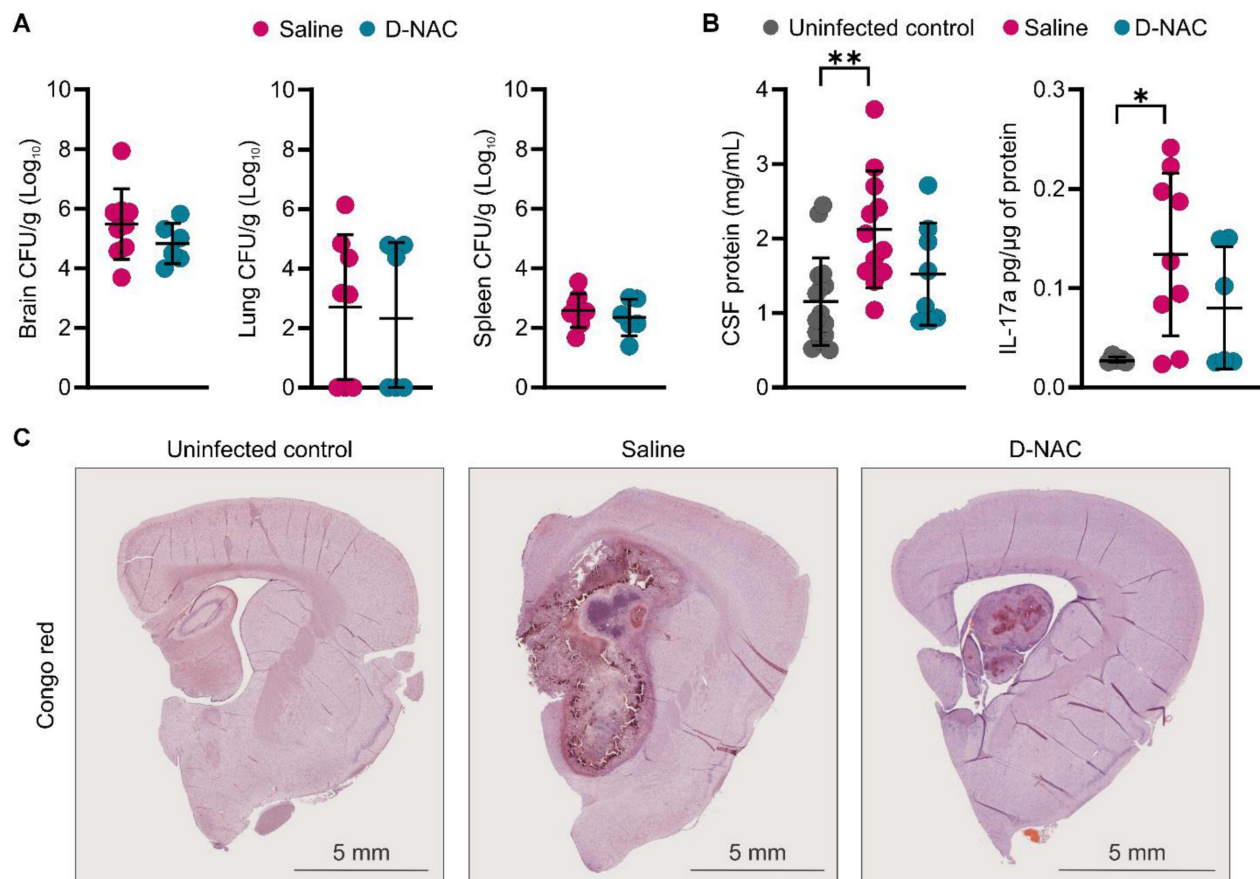 A
Saline D-NAC
Brain CFU/g (Log₁₀)
10
8
6
4
2
0
Lung CFU/g (Log₁₀)
10
8
6
4
2
0
Spleen CFU/g (Log₁₀)
10
8
6
4
2
0
B
Uninfected control Saline D-NAC
CSF protein (mg/mL)
4
3
2
1
0
**
IL-17a pg/µg of protein
0.3
0.2
0.1
0.0
*
C
Uninfected control Saline D-NAC
Congo red
5 mm 5 mm 5 mm